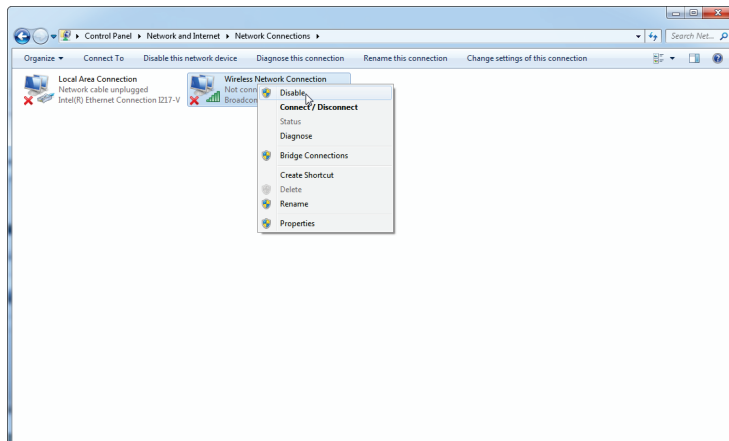 Control Panel Network and Internet Network Connections
Search Net...
Organize Connect To Disable this network device Diagnose this connection Rename this connection Change settings of this connection
Local Area Connection
Network cable unplugged
Intel(R) Ethernet Connection I217-V
Wireless Network Connection
Not conn
Broadcon
Disable
Connect / Disconnect
Status
Diagnose
Bridge Connections
Create Shortcut
Delete
Rename
Properties